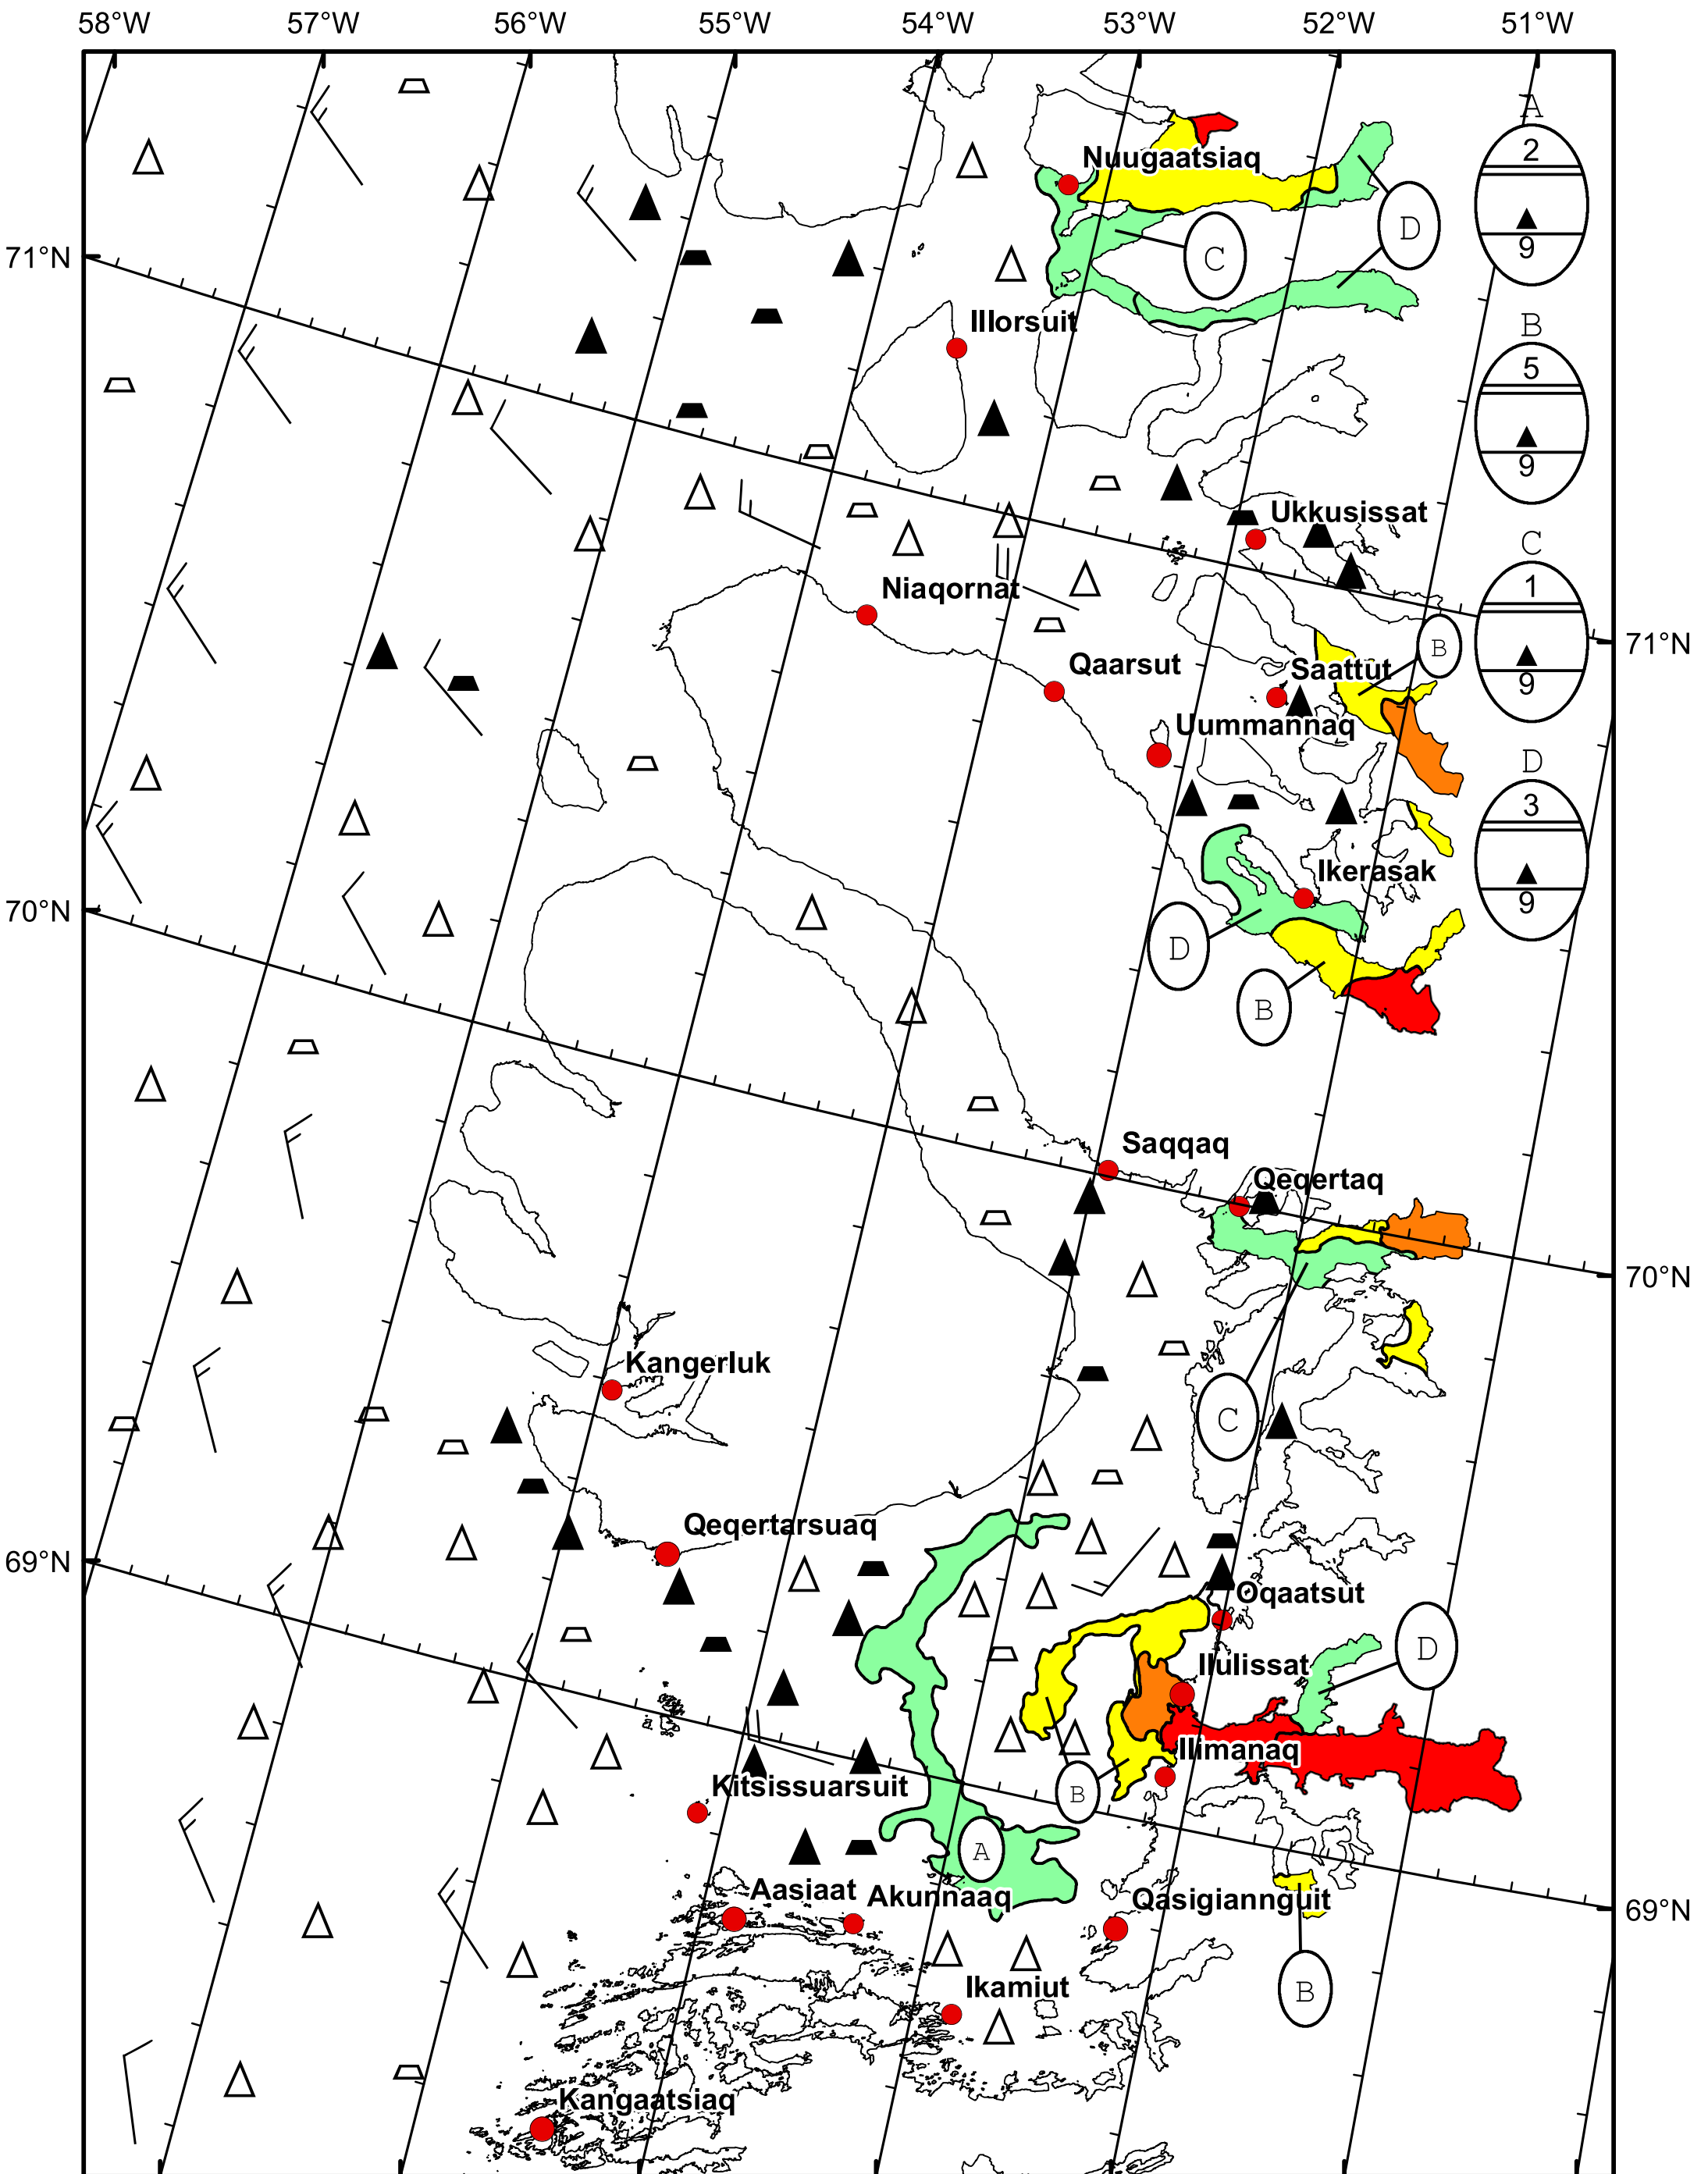 58°W 57°W 56°W 55°W 54°W 53°W 52°W 51°W
A
2
9
Nuugaatsiaq
D
C
71°N
Illorsuit
B
5
9
Ukkusissat
C
1
9
Niaqornat
B
71°N
Qaarsut
Saattut
Uummannaq
D
3
9
Ikerasak
70°N
D
B
Saqqaq
Qeqertaq
70°N
Kangerluk
C
Qeqertarsuaq
69°N
Oqaatsut
D
Ilulissat
Ilimanaq
Kitsissuarsuit
B
A
Aasiaat
Akunnaaq
Qasigiannguit
69°N
Ikamiut
B
Kangaatsiaq